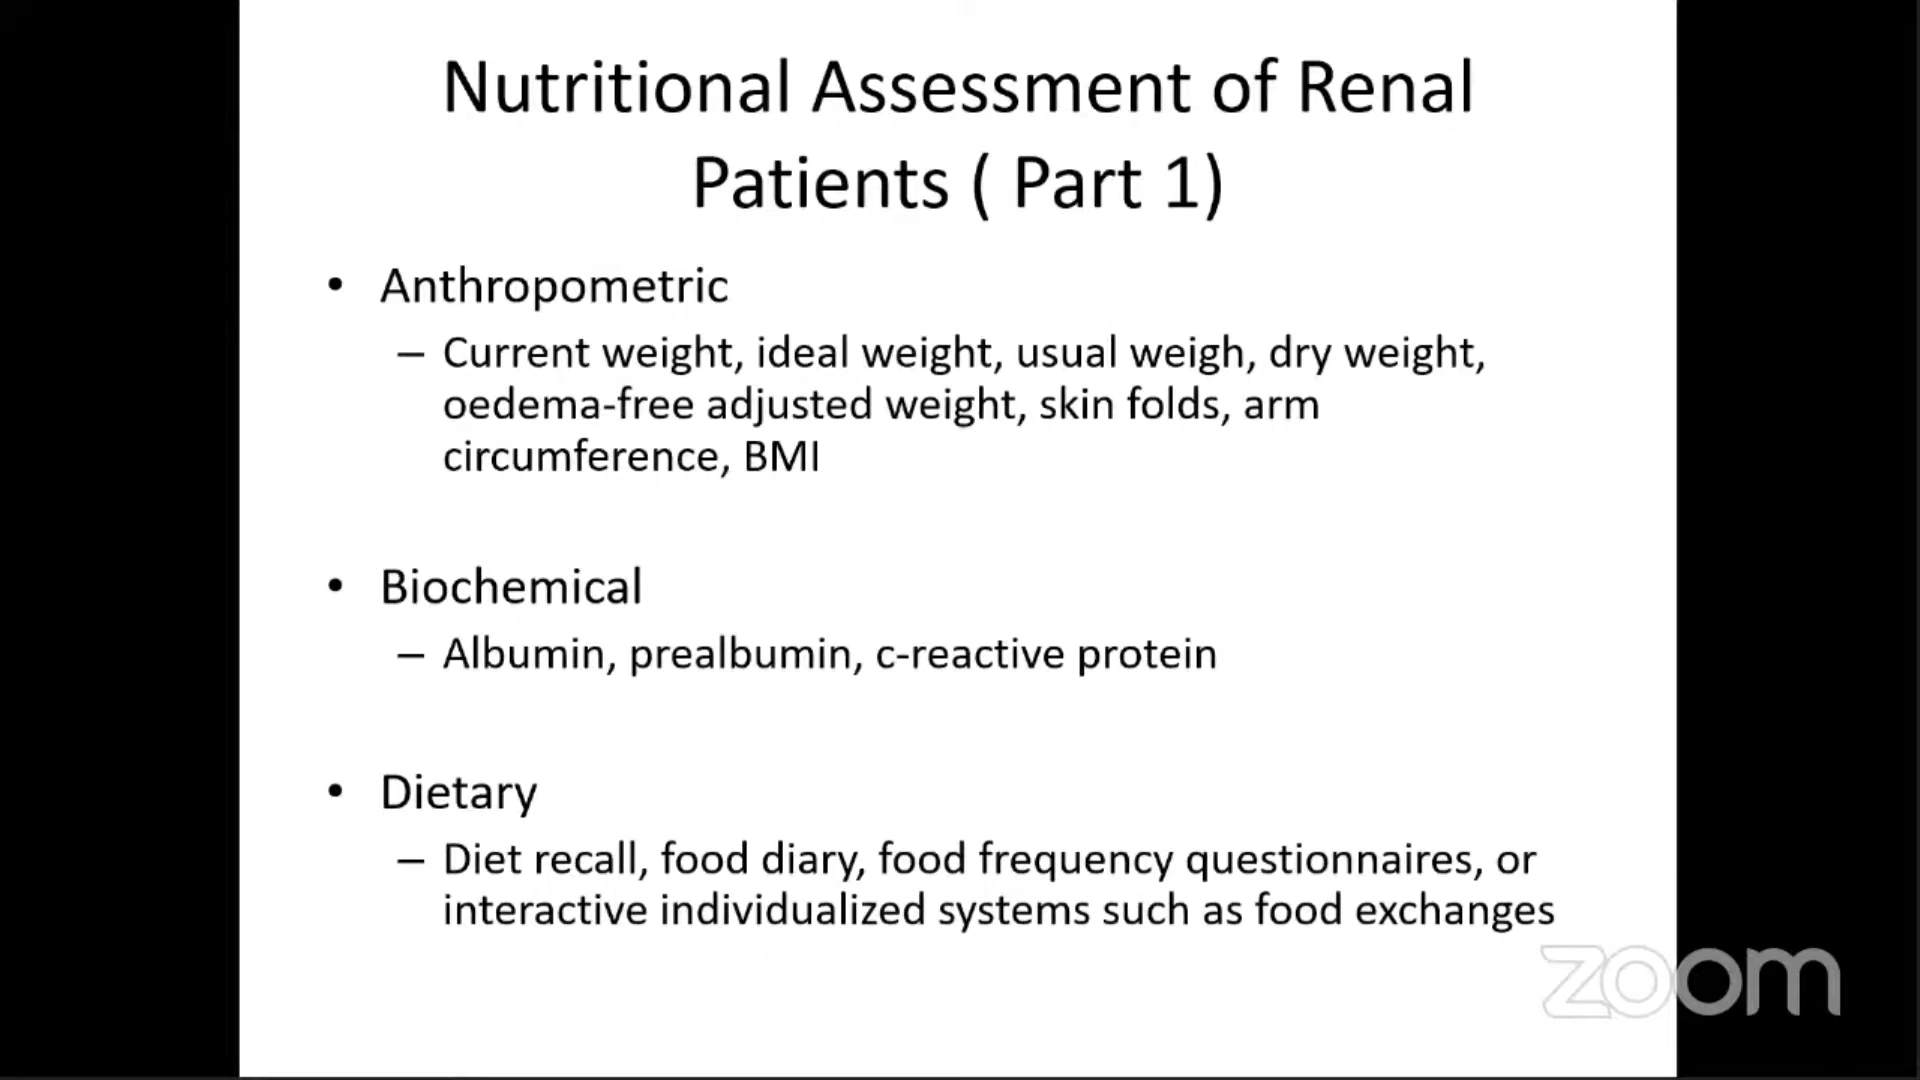 Nutritional Assessment of Renal
Patients ( Part 1)
• Anthropometric
– Current weight, ideal weight, usual weigh, dry weight,
oedema-free adjusted weight, skin folds, arm
circumference, BMI
• Biochemical
– Albumin, prealbumin, c-reactive protein
• Dietary
– Diet recall, food diary, food frequency questionnaires, or
interactive individualized systems such as food exchanges
zoom